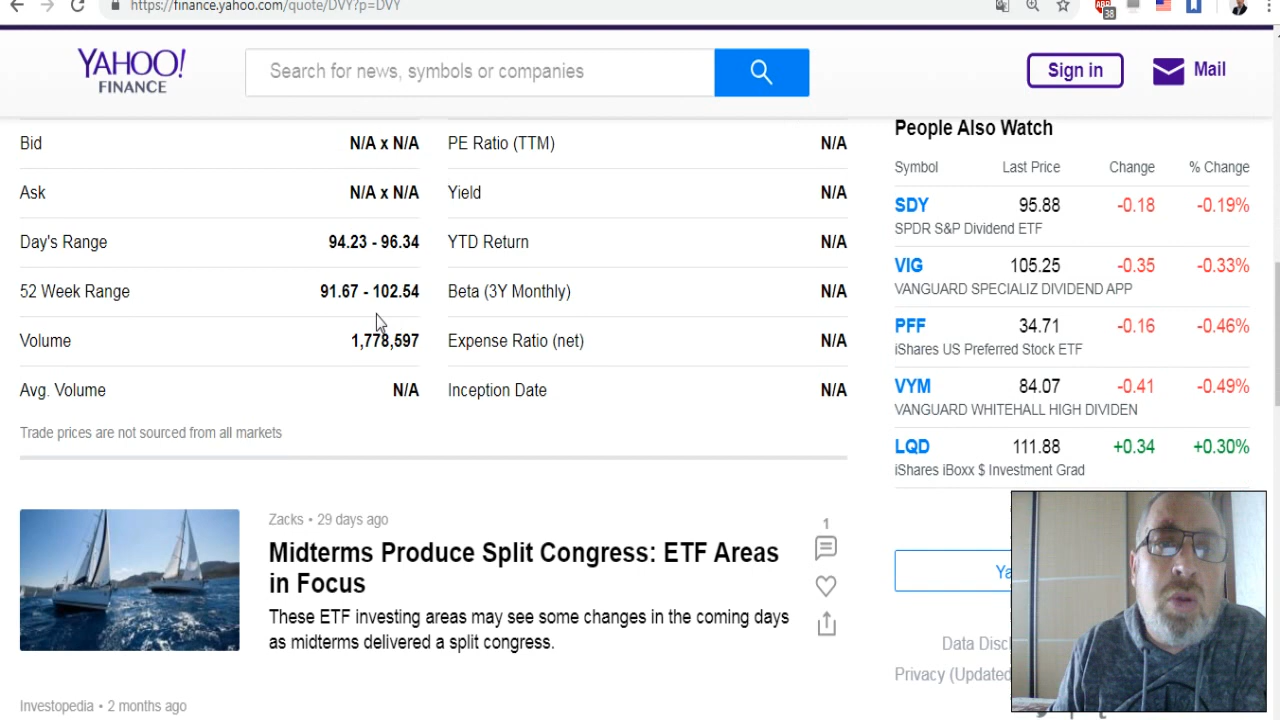 https://finance.yahoo.com/quote/DVY?p=DVY
ABP
38
YAHOO!
FINANCE
Search for news, symbols or companies
Sign in
Mail
Bid N/A x N/A PE Ratio (TTM) N/A
Ask N/A x N/A Yield N/A
Day's Range 94.23 - 96.34 YTD Return N/A
52 Week Range 91.67 - 102.54 Beta (3Y Monthly) N/A
Volume 1,778,597 Expense Ratio (net) N/A
Avg. Volume N/A Inception Date N/A
Trade prices are not sourced from all markets
Zacks • 29 days ago
Midterms Produce Split Congress: ETF Areas
in Focus
These ETF investing areas may see some changes in the coming days
as midterms delivered a split congress.
1
Investopedia • 2 months ago
People Also Watch
Symbol Last Price Change % Change
SDY 95.88 -0.18 -0.19%
SPDR S&P Dividend ETF
VIG 105.25 -0.35 -0.33%
VANGUARD SPECIALIZ DIVIDEND APP
PFF 34.71 -0.16 -0.46%
iShares US Preferred Stock ETF
VYM 84.07 -0.41 -0.49%
VANGUARD WHITEHALL HIGH DIVIDEN
LQD 111.88 +0.34 +0.30%
iShares iBoxx $ Investment Grad
Ya
Data Disc
Privacy (Updated